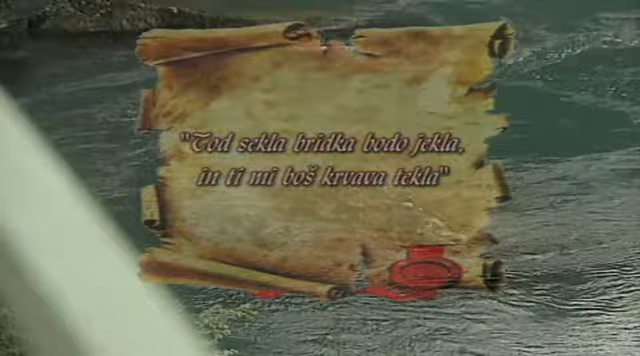 "Tod sekla bridka bodo jekla,
in ti mi boš krvava tekla"